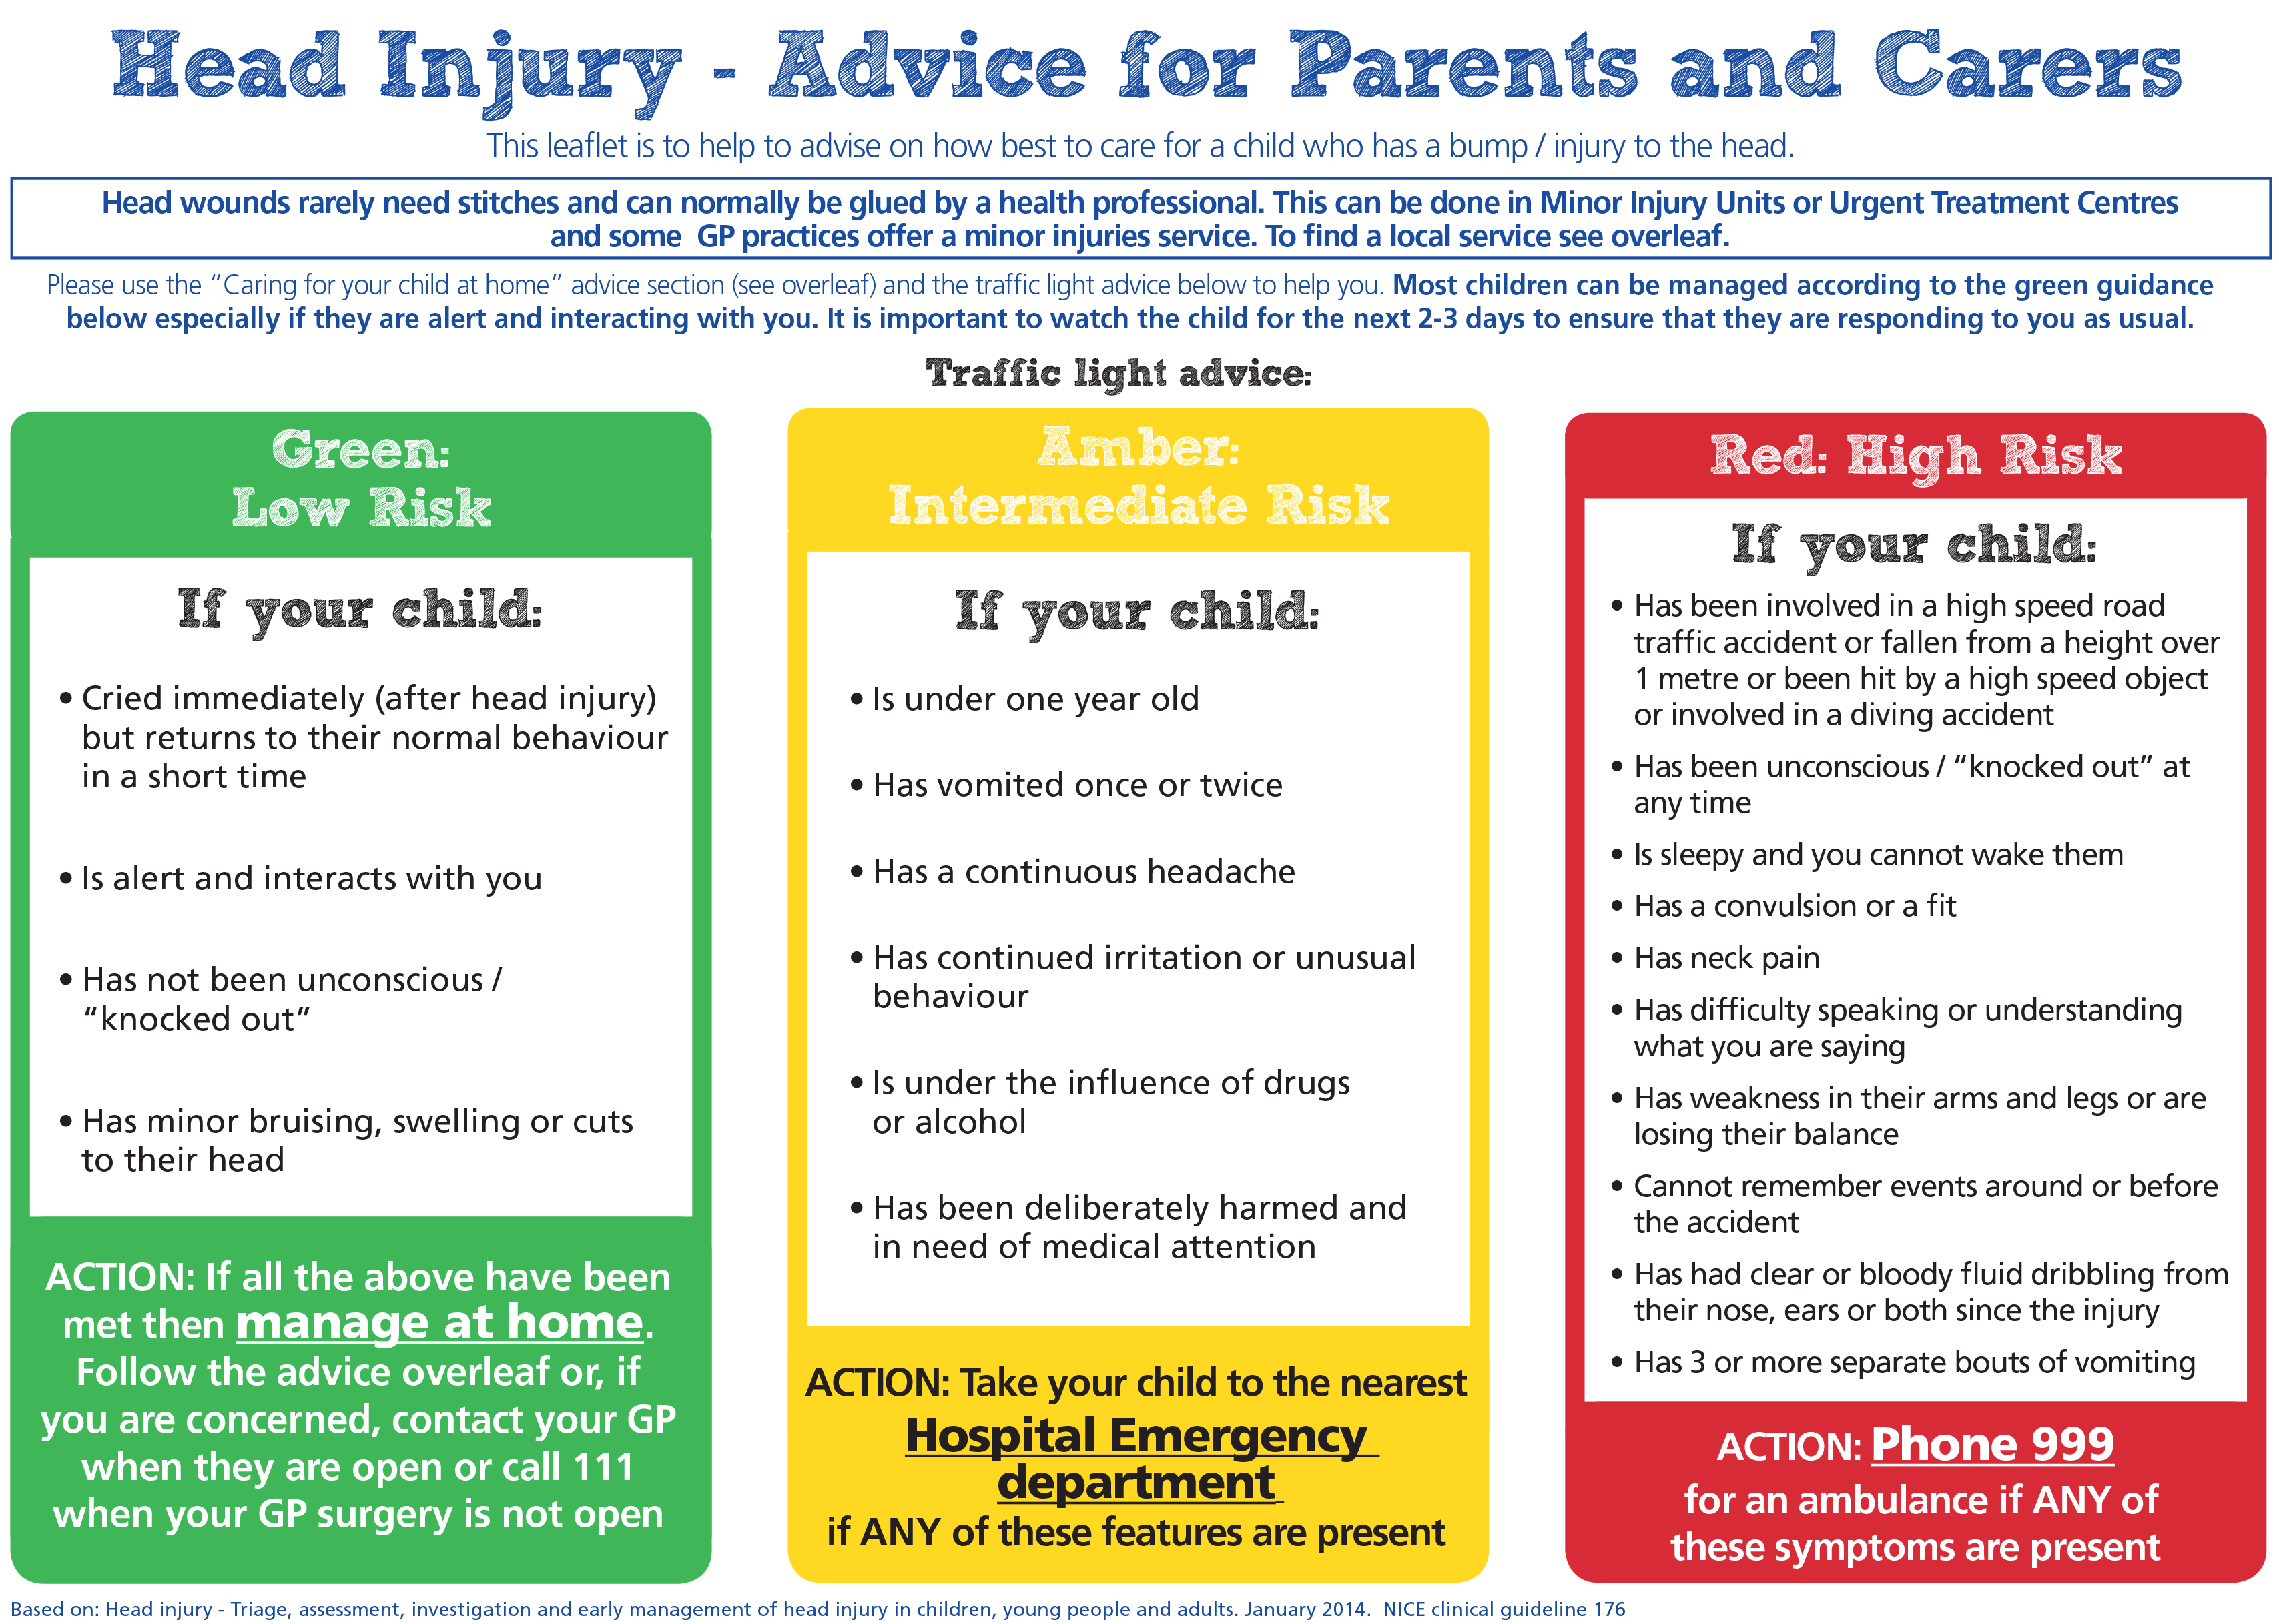 Head Injury - Advice for Parents and Carers
This leaflet is to help to advise on how best to care for a child who has a bump / injury to the head.
Head wounds rarely need stitches and can normally be glued by a health professional. This can be done in Minor Injury Units or Urgent Treatment Centres
and some  GP practices offer a minor injuries service. To find a local service see overleaf.
Please use the “Caring for your child at home” advice section (see overleaf) and the traffic light advice below to help you. Most children can be managed according to the green guidance
below especially if they are alert and interacting with you. It is important to watch the child for the next 2-3 days to ensure that they are responding to you as usual.
Traffic light advice:
Green:
Low Risk
If your child:
• Cried immediately (after head injury)
but returns to their normal behaviour
in a short time
• Is alert and interacts with you
• Has not been unconscious /
“knocked out”
• Has minor bruising, swelling or cuts
to their head
ACTION: If all the above have been
met then manage at home.
Follow the advice overleaf or, if
you are concerned, contact your GP
when they are open or call 111
when your GP surgery is not open
Amber:
Intermediate Risk
If your child:
• Is under one year old
• Has vomited once or twice
• Has a continuous headache
• Has continued irritation or unusual
behaviour
• Is under the influence of drugs
or alcohol
• Has been deliberately harmed and
in need of medical attention
ACTION: Take your child to the nearest
Hospital Emergency
department
if ANY of these features are present
Red: High Risk
If your child:
• Has been involved in a high speed road
traffic accident or fallen from a height over
1 metre or been hit by a high speed object
or involved in a diving accident
• Has been unconscious / “knocked out” at
any time
• Is sleepy and you cannot wake them
• Has a convulsion or a fit
• Has neck pain
• Has difficulty speaking or understanding
what you are saying
• Has weakness in their arms and legs or are
losing their balance
• Cannot remember events around or before
the accident
• Has had clear or bloody fluid dribbling from
their nose, ears or both since the injury
• Has 3 or more separate bouts of vomiting
ACTION: Phone 999
for an ambulance if ANY of
these symptoms are present
Based on: Head injury - Triage, assessment, investigation and early management of head injury in children, young people and adults. January 2014.  NICE clinical guideline 176